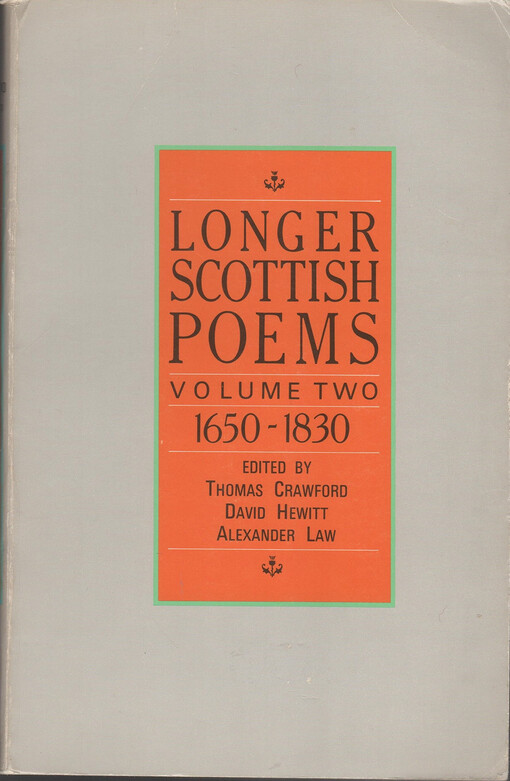 LONGER
SCOTTISH
POEMS
VOLUME TWO
1650-1830
EDITED BY
THOMAS CRAWFORD
DAVID HEWITT
ALEXANDER LAW